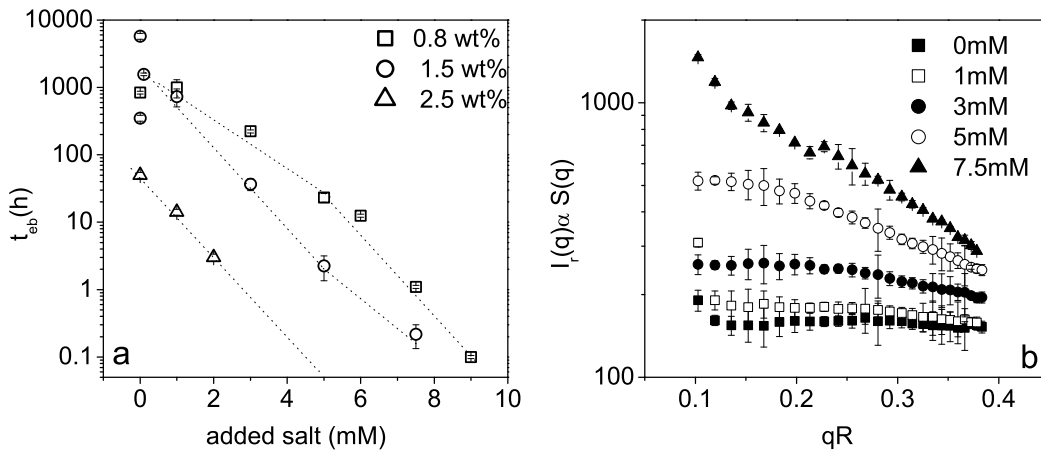 10000
1000
100
10
1
0.1
t_eb(h)
0 2 4 6 8 10
added salt (mM)
0.8 wt%
1.5 wt%
2.5 wt%
a
1000
100
I_r(q)α S(q)
0.1 0.2 0.3 0.4
qR
0mM
1mM
3mM
5mM
7.5mM
b